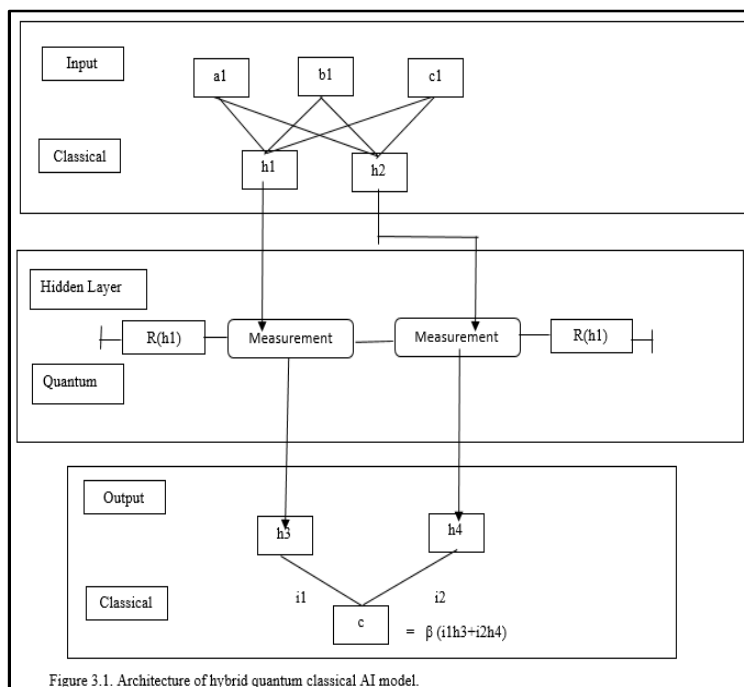 Input
a1
b1
c1
Classical
h1
h2
Hidden Layer
R(h1)
Measurement
Measurement
R(h1)
Quantum
Output
h3
h4
Classical
i1
i2
c
= β (i1h3+i2h4)
Figure 3.1. Architecture of hybrid quantum classical AI model.